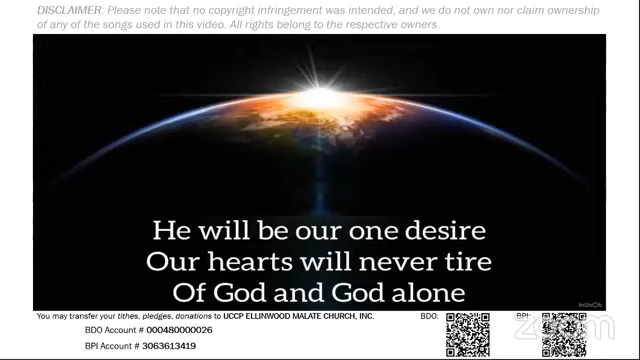 DISCLAIMER: Please note that no copyright infringement was intended, and we do not own nor claim ownership
of any of the songs used in this video. All rights belong to the respective owners.
He will be our one desire
Our hearts will never tire
Of God and God alone
InShOt
You may transfer your tithes, pledges, donations to UCCP ELLINWOOD MALATE CHURCH, INC.
BDO:
BPI:
zoom
BDO Account # 000480000026
BPI Account # 3063613419